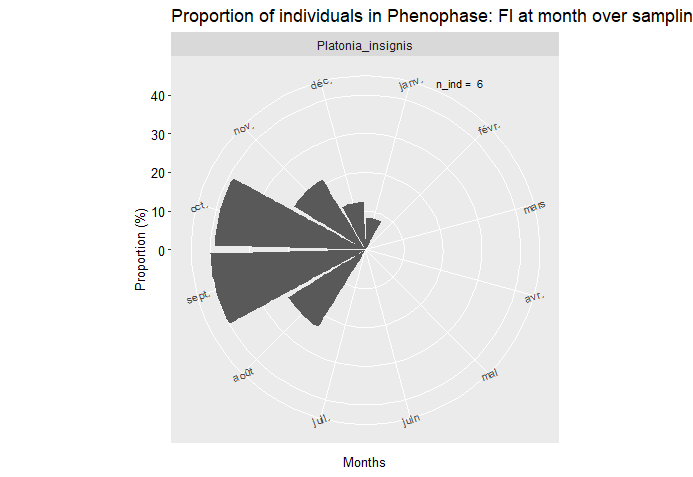 Proportion of individuals in Phenophase: Fl at month over samplin
Platonia_insignis
n_ind = 6
déc.
janv.
nov.
févr.
oct.
mars
sept.
avr.
août
mai
juil.
juin
40
30
20
10
0
Proportion (%)
Months